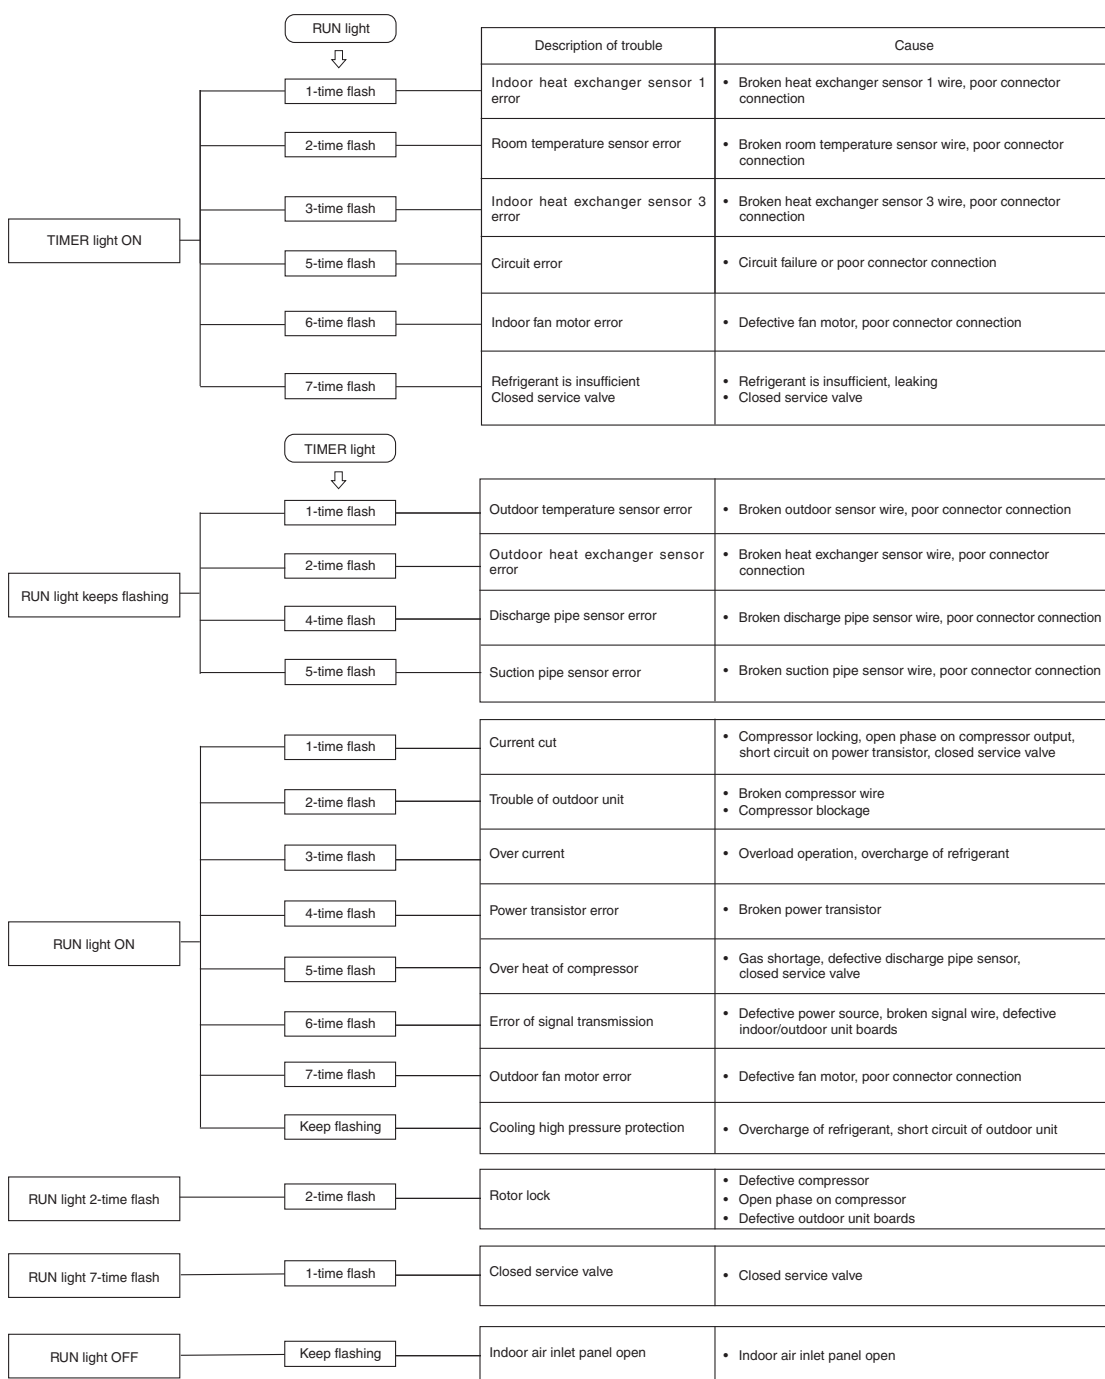 RUN light
Description of trouble
Cause
TIMER light ON
1-time flash
Indoor heat exchanger sensor 1
error
• Broken heat exchanger sensor 1 wire, poor connector
connection
2-time flash
Room temperature sensor error
• Broken room temperature sensor wire, poor connector
connection
3-time flash
Indoor heat exchanger sensor 3
error
• Broken heat exchanger sensor 3 wire, poor connector
connection
5-time flash
Circuit error
• Circuit failure or poor connector connection
6-time flash
Indoor fan motor error
• Defective fan motor, poor connector connection
7-time flash
Refrigerant is insufficient
Closed service valve
• Refrigerant is insufficient, leaking
• Closed service valve
TIMER light
RUN light keeps flashing
1-time flash
Outdoor temperature sensor error
• Broken outdoor sensor wire, poor connector connection
2-time flash
Outdoor heat exchanger sensor
error
• Broken heat exchanger sensor wire, poor connector
connection
4-time flash
Discharge pipe sensor error
• Broken discharge pipe sensor wire, poor connector connection
5-time flash
Suction pipe sensor error
• Broken suction pipe sensor wire, poor connector connection
RUN light ON
1-time flash
Current cut
• Compressor locking, open phase on compressor output,
short circuit on power transistor, closed service valve
2-time flash
Trouble of outdoor unit
• Broken compressor wire
• Compressor blockage
3-time flash
Over current
• Overload operation, overcharge of refrigerant
4-time flash
Power transistor error
• Broken power transistor
5-time flash
Over heat of compressor
• Gas shortage, defective discharge pipe sensor,
closed service valve
6-time flash
Error of signal transmission
• Defective power source, broken signal wire, defective
indoor/outdoor unit boards
7-time flash
Outdoor fan motor error
• Defective fan motor, poor connector connection
Keep flashing
Cooling high pressure protection
• Overcharge of refrigerant, short circuit of outdoor unit
RUN light 2-time flash
2-time flash
Rotor lock
• Defective compressor
• Open phase on compressor
• Defective outdoor unit boards
RUN light 7-time flash
1-time flash
Closed service valve
• Closed service valve
RUN light OFF
Keep flashing
Indoor air inlet panel open
• Indoor air inlet panel open